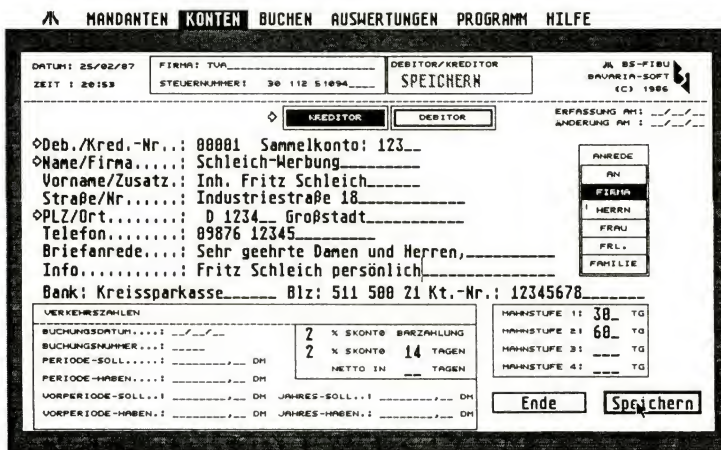 MANDANTEN KONTEN BUCHEN AUSWERTUNGEN PROGRAMM HILFE
DATUM: 25/02/87 FIRMA: TVA_______________ DEBITOR/KREDITOR BS-FIBU
ZEIT : 20:53 STEUERNUMMER: 30 112 51094____ SPEICHERN BAVARIA-SOFT
(C) 1986
KREDITOR DEBITOR ERFASSUNG AM: __/__/__
ÄNDERUNG AM : __/__/__
Deb./Kred.-Nr..: 00001 Sammelkonto: 123__
Name/Firma.....: Schleich-Werbung_________
Vorname/Zusatz.: Inh. Fritz Schleich______
Straße/Nr......: Industriestraße 18_______
PLZ/Ort........: D 1234__ Großstadt____________
Telefon........: 09876 12345________
Briefanrede....: Sehr geehrte Damen und Herren,________
Info...........: Fritz Schleich persönlich____________
ANREDE
AN
FIRMA
HERRN
FRAU
FRL.
FAMILIE
Bank: Kreissparkasse______ Blz: 511 500 21 Kt.-Nr.: 12345678______
VERKEHRSZAHLEN
BUCHUNGSDATUM....: __/__/__
BUCHUNGSNUMMER...: _____
PERIODE-SOLL.....: ________,__ DM
PERIODE-HABEN....: ________,__ DM
VORPERIODE-SOLL..: ________,__ DM JAHRES-SOLL..: ________,__ DM
VORPERIODE-HABEN.: ________,__ DM JAHRES-HABEN.: ________,__ DM
2 % SKONTO BARZAHLUNG
2 % SKONTO 14 TAGEN
NETTO IN __ TAGEN
MAHNSTUFE 1: 30_ TG
MAHNSTUFE 2: 60_ TG
MAHNSTUFE 3: ___ TG
MAHNSTUFE 4: ___ TG
Ende Speichern